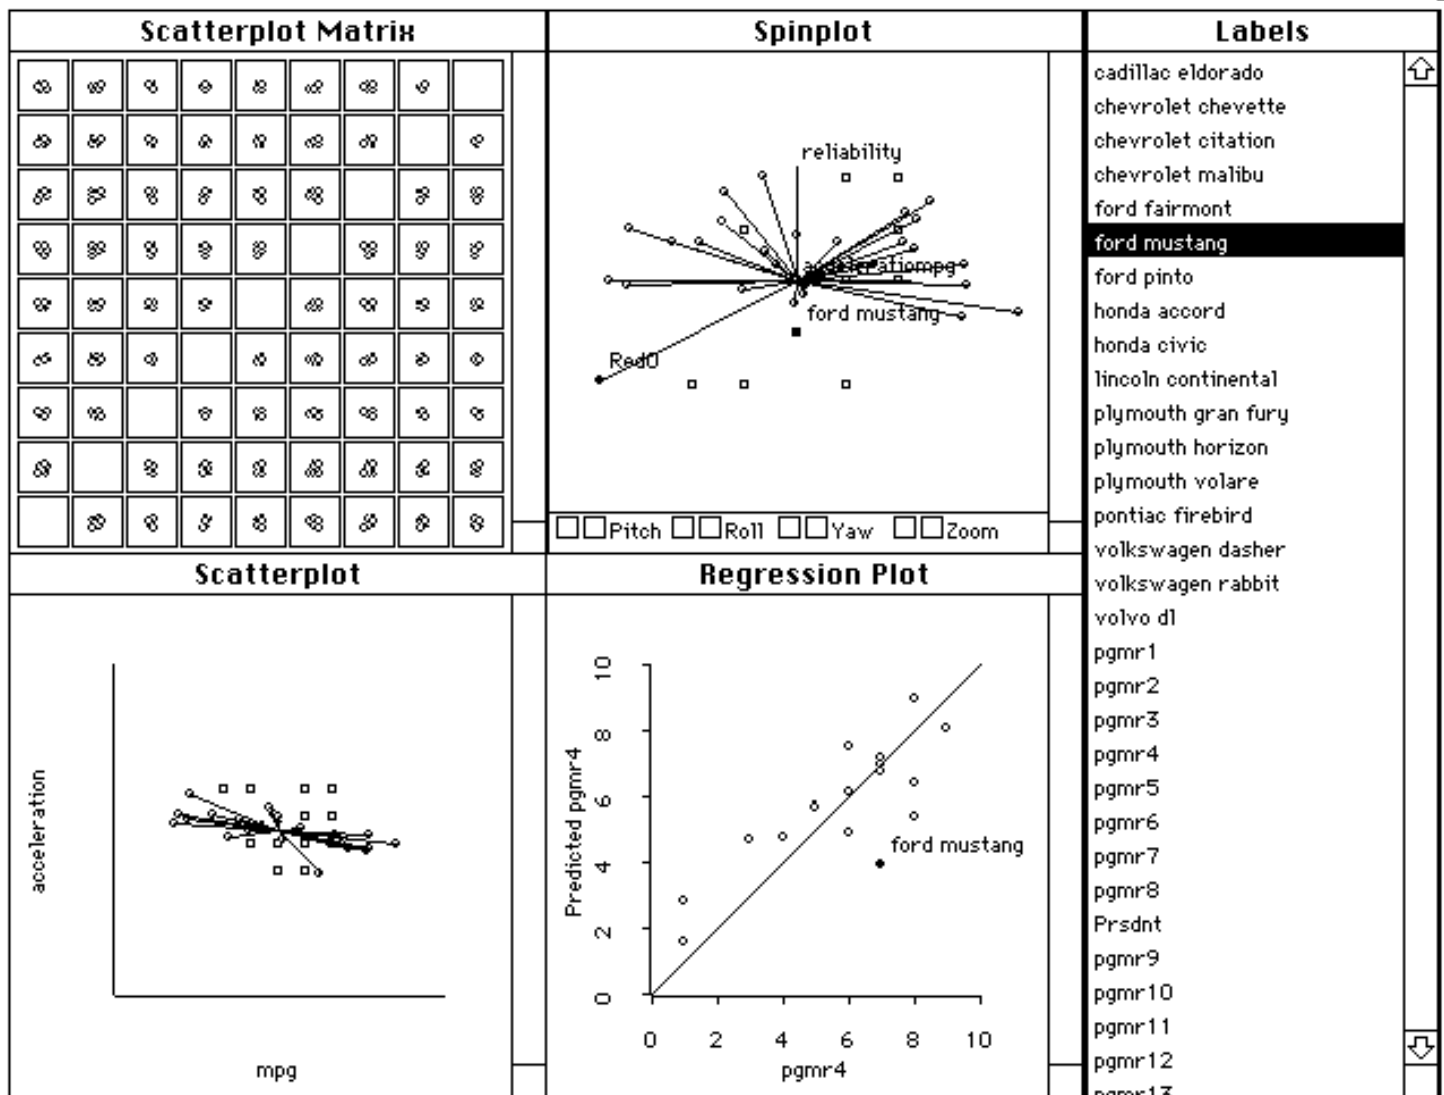 Scatterplot Matrix
Spinplot
reliability
mpg
ford mustang
Red0
Pitch Roll Yaw Zoom
Scatterplot
acceleration
mpg
Regression Plot
Predicted pgmr4
10
8
6
4
2
0
ford mustang
0 2 4 6 8 10
pgmr4
Labels
cadillac eldorado
chevrolet chevette
chevrolet citation
chevrolet malibu
ford fairmont
ford mustang
ford pinto
honda accord
honda civic
lincoln continental
plymouth gran fury
plymouth horizon
plymouth volare
pontiac firebird
volkswagen dasher
volkswagen rabbit
volvo dl
pgmr1
pgmr2
pgmr3
pgmr4
pgmr5
pgmr6
pgmr7
pgmr8
Prsdnt
pgmr9
pgmr10
pgmr11
pgmr12
pgmr13